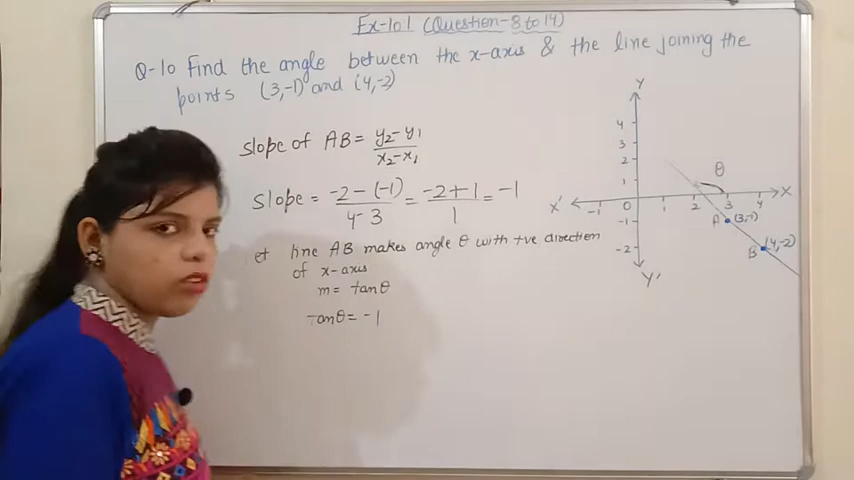 Ex-10.1 (Question-8 to 14)
Q-10 Find the angle between the x-axis & the line joining the
points (3,-1) and (4,-2)
Slope of AB = y₂-y₁ / x₂-x₁
Slope = -2-(-1) / 4-3 = -2+1 / 1 = -1
et line AB makes angle θ with +ve direction
of x-axis
m = tanθ
tanθ = -1
Y
4
3
2
1
θ
X' -1 0 1 2 3 4 X
-1 A (3,-1)
-2 B (4,-2)
Y'